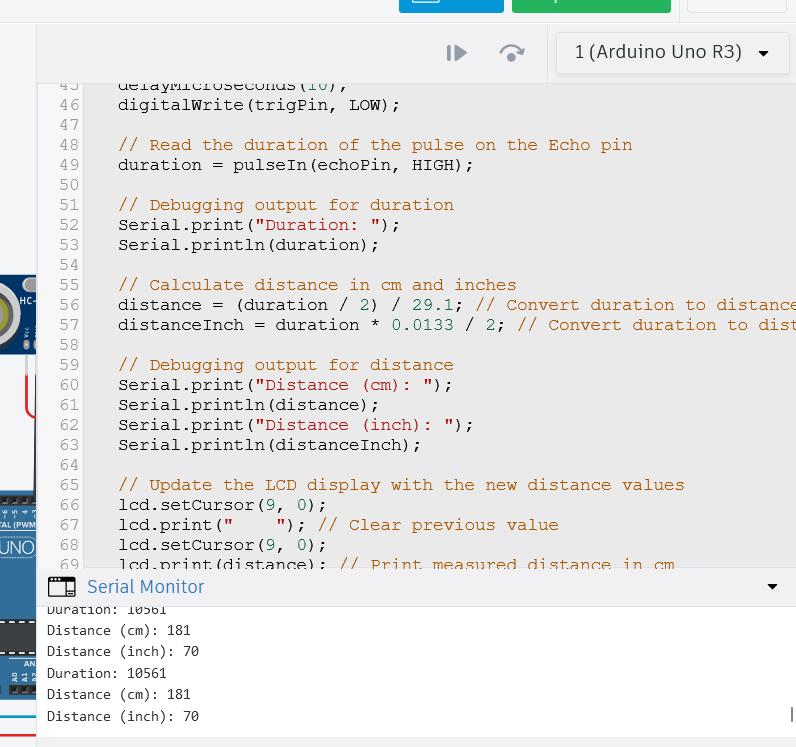 1 (Arduino Uno R3)
45 delayMicroseconds(10);
46 digitalWrite(trigPin, LOW);
47
48 // Read the duration of the pulse on the Echo pin
49 duration = pulseIn(echoPin, HIGH);
50
51 // Debugging output for duration
52 Serial.print("Duration: ");
53 Serial.println(duration);
54
55 // Calculate distance in cm and inches
56 distance = (duration / 2) / 29.1; // Convert duration to distance
57 distanceInch = duration * 0.0133 / 2; // Convert duration to dist
58
59 // Debugging output for distance
60 Serial.print("Distance (cm): ");
61 Serial.println(distance);
62 Serial.print("Distance (inch): ");
63 Serial.println(distanceInch);
64
65 // Update the LCD display with the new distance values
66 lcd.setCursor(9, 0);
67 lcd.print("    "); // Clear previous value
68 lcd.setCursor(9, 0);
69 lcd.print(distance); // Print measured distance in cm
HC-
Vcc
TAL (PWM
UNO
AN
A0
A1
Serial Monitor
Duration: 10561
Distance (cm): 181
Distance (inch): 70
Duration: 10561
Distance (cm): 181
Distance (inch): 70